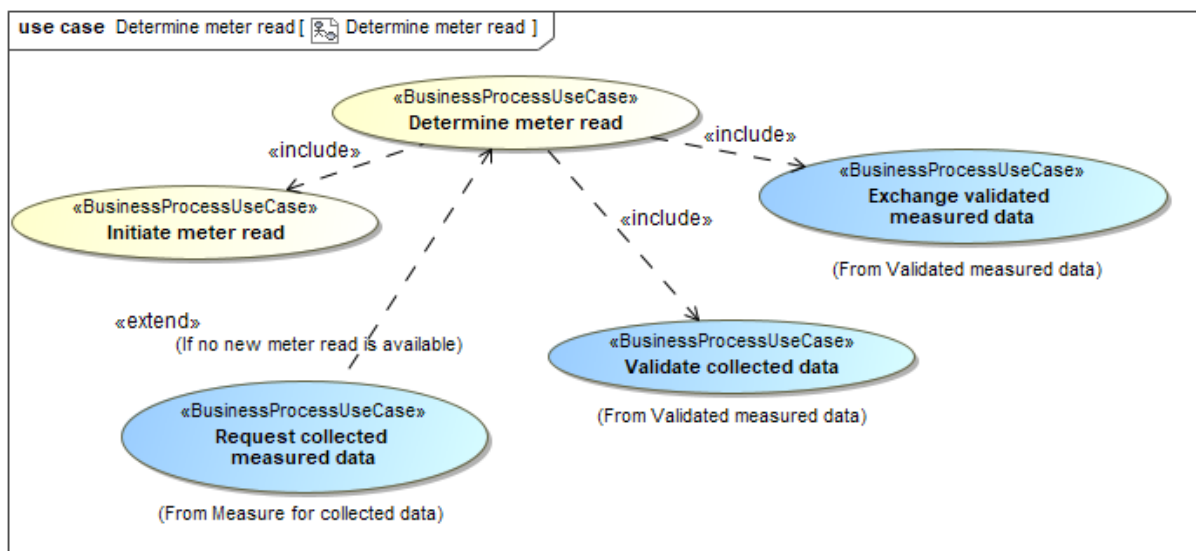 use case Determine meter read [ Determine meter read ]
«BusinessProcessUseCase»
Determine meter read
«include»
«include»
«BusinessProcessUseCase»
Exchange validated
measured data
(From Validated measured data)
«BusinessProcessUseCase»
Initiate meter read
«include»
«extend»
(If no new meter read is available)
«BusinessProcessUseCase»
Validate collected data
(From Validated measured data)
«BusinessProcessUseCase»
Request collected
measured data
(From Measure for collected data)